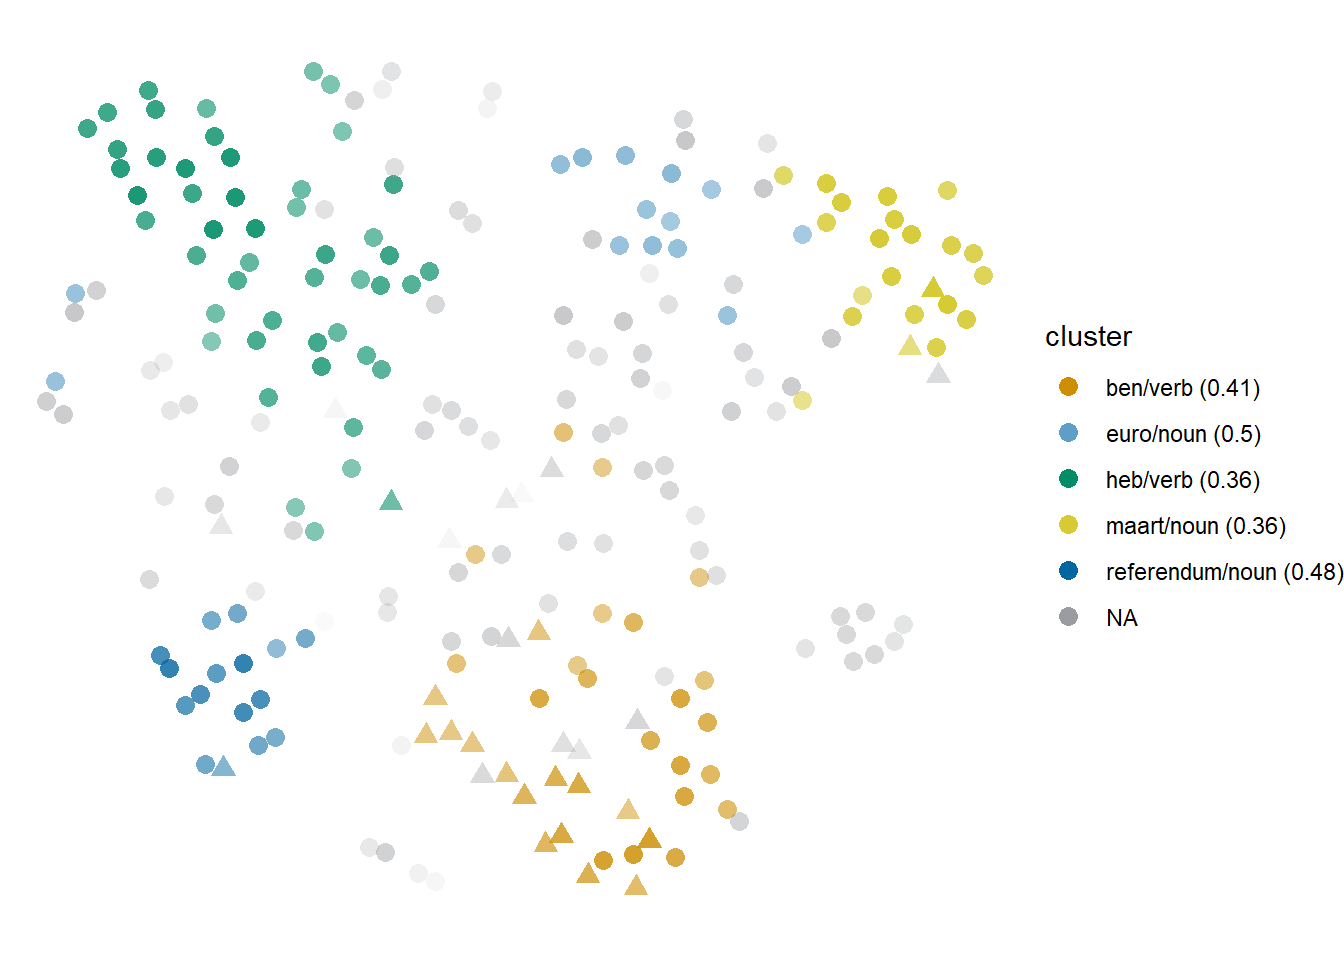 cluster
ben/verb (0.41)
euro/noun (0.5)
heb/verb (0.36)
maart/noun (0.36)
referendum/noun (0.48)
NA